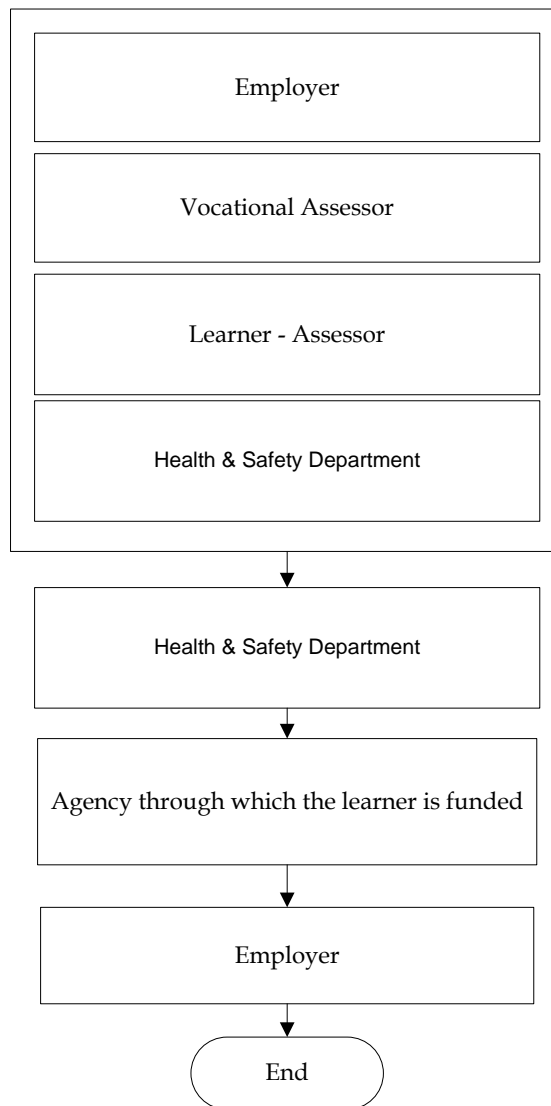 Employer
Vocational Assessor
Learner - Assessor
Health & Safety Department
Health & Safety Department
Agency through which the learner is funded
Employer
End